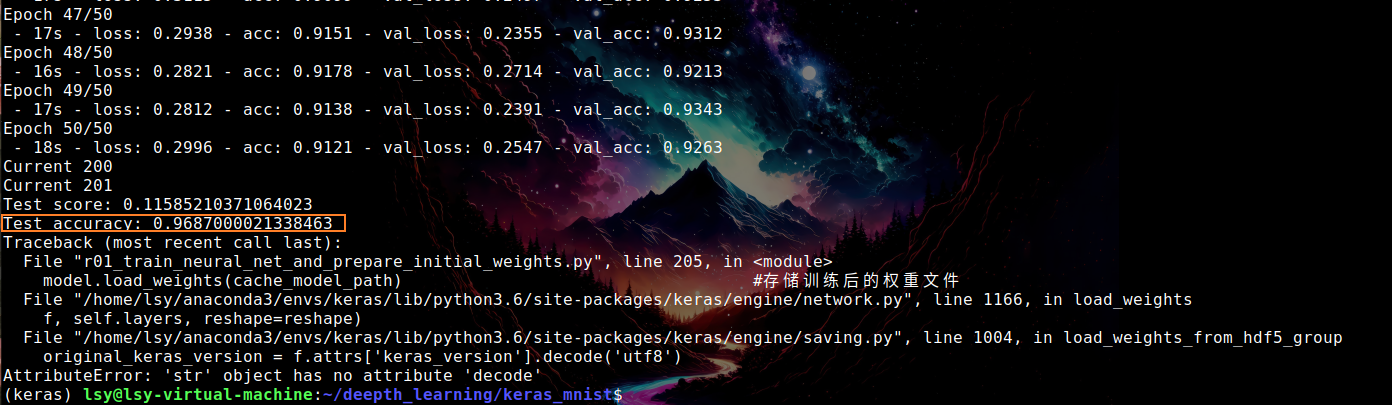 Epoch 47/50
 - 17s - loss: 0.2938 - acc: 0.9151 - val_loss: 0.2355 - val_acc: 0.9312
Epoch 48/50
 - 16s - loss: 0.2821 - acc: 0.9178 - val_loss: 0.2714 - val_acc: 0.9213
Epoch 49/50
 - 17s - loss: 0.2812 - acc: 0.9138 - val_loss: 0.2391 - val_acc: 0.9343
Epoch 50/50
 - 18s - loss: 0.2996 - acc: 0.9121 - val_loss: 0.2547 - val_acc: 0.9263
Current 200
Current 201
Test score: 0.11585210371064023
Test accuracy: 0.9687000021338463
Traceback (most recent call last):
  File "r01_train_neural_net_and_prepare_initial_weights.py", line 205, in <module>
    model.load_weights(cache_model_path)                                   #存储训练后的权重文件
  File "/home/lsy/anaconda3/envs/keras/lib/python3.6/site-packages/keras/engine/network.py", line 1166, in load_weights
    f, self.layers, reshape=reshape)
  File "/home/lsy/anaconda3/envs/keras/lib/python3.6/site-packages/keras/engine/saving.py", line 1004, in load_weights_from_hdf5_group
    original_keras_version = f.attrs['keras_version'].decode('utf8')
AttributeError: 'str' object has no attribute 'decode'
(keras) lsy@lsy-virtual-machine:~/deepth_learning/keras_mnist$